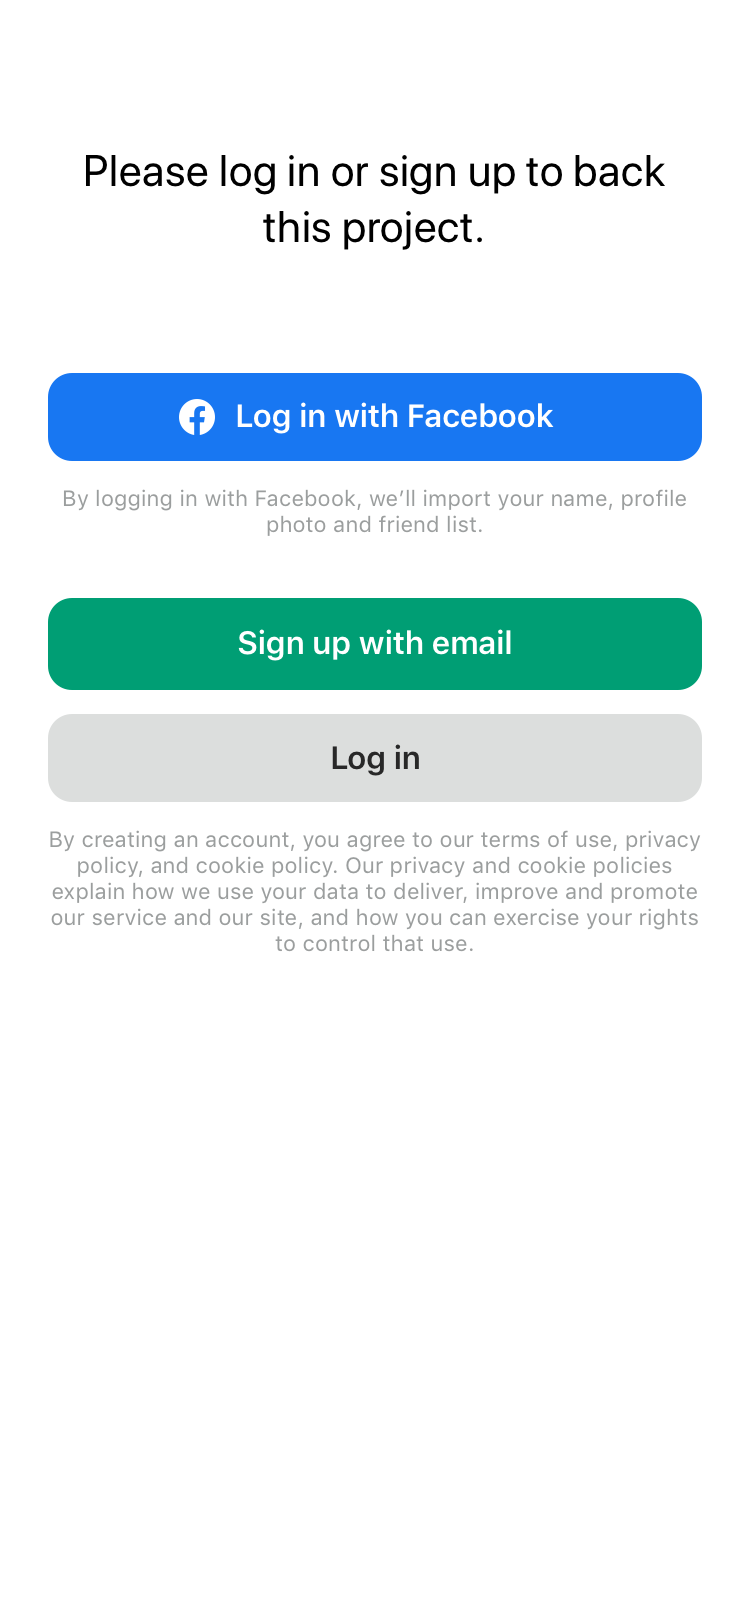 Please log in or sign up to back
this project.
Log in with Facebook
By logging in with Facebook, we’ll import your name, profile
photo and friend list.
Sign up with email
Log in
By creating an account, you agree to our terms of use, privacy
policy, and cookie policy. Our privacy and cookie policies
explain how we use your data to deliver, improve and promote
our service and our site, and how you can exercise your rights
to control that use.